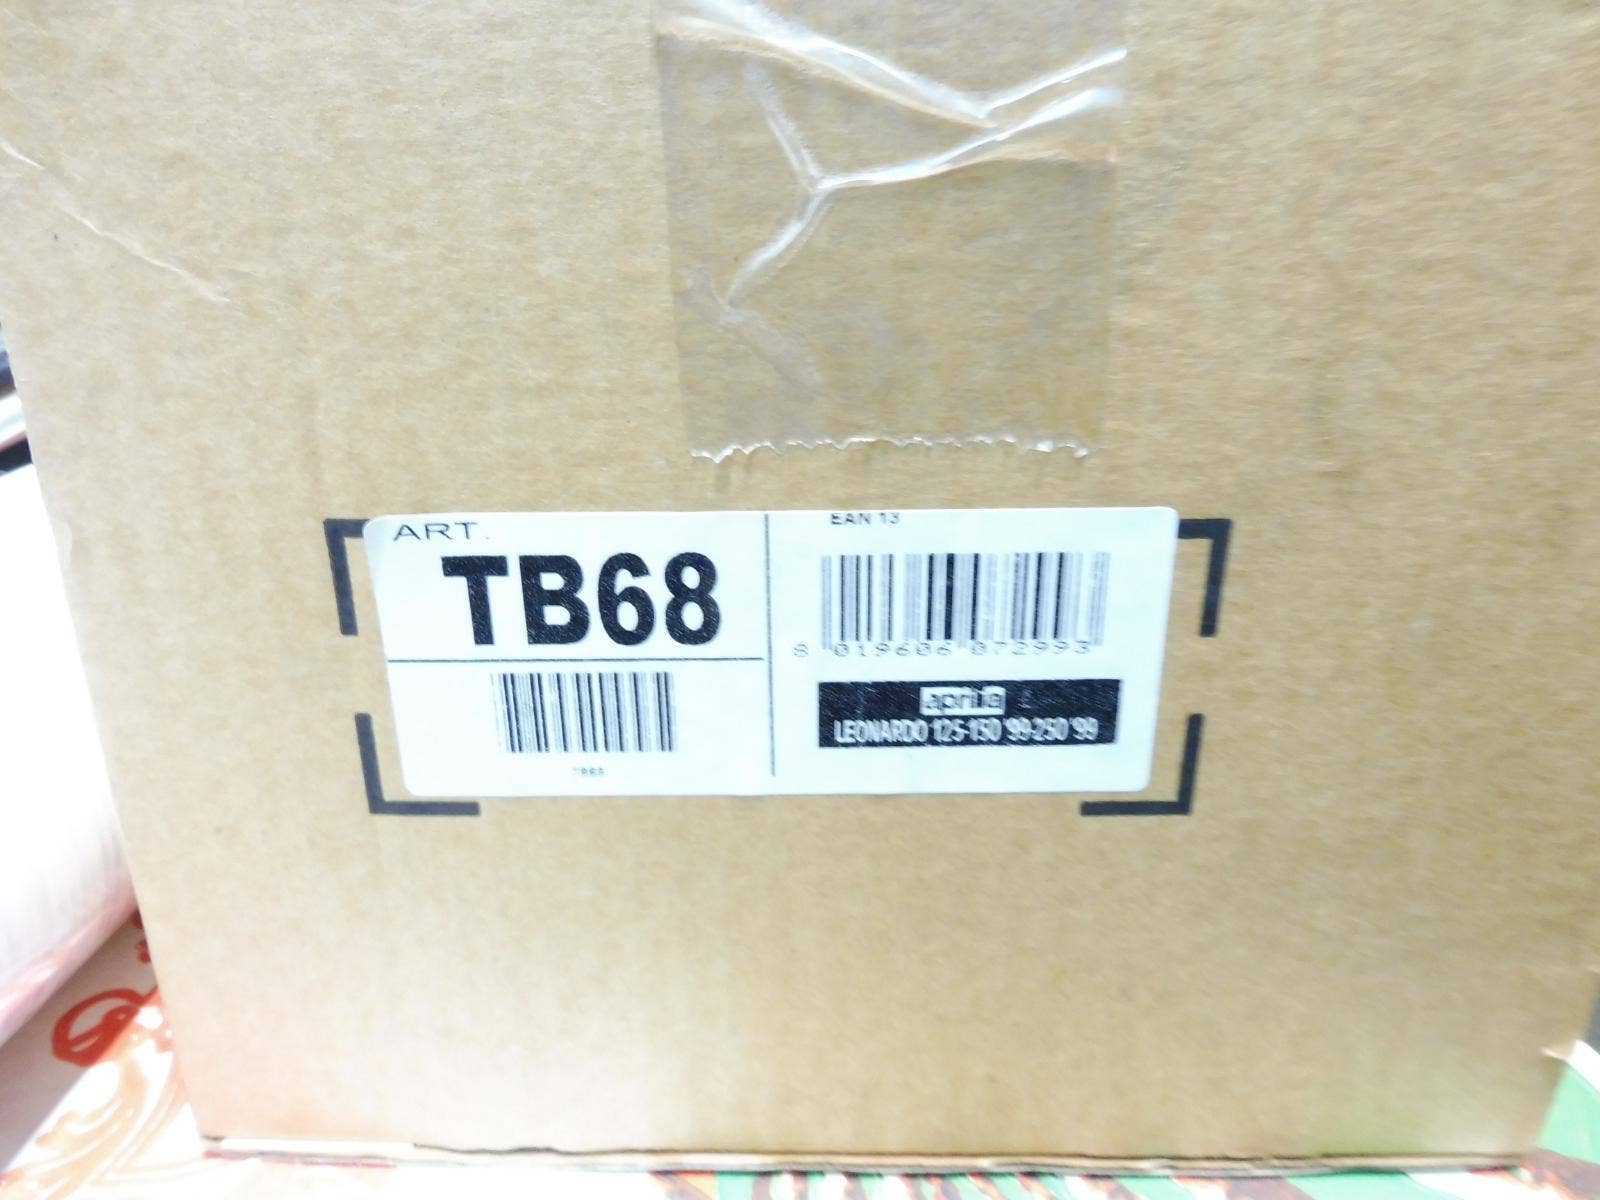 ART.
TB68
EAN 13
8 019606 072993
aprilia
LEONARDO 125-150 '99-250 '99